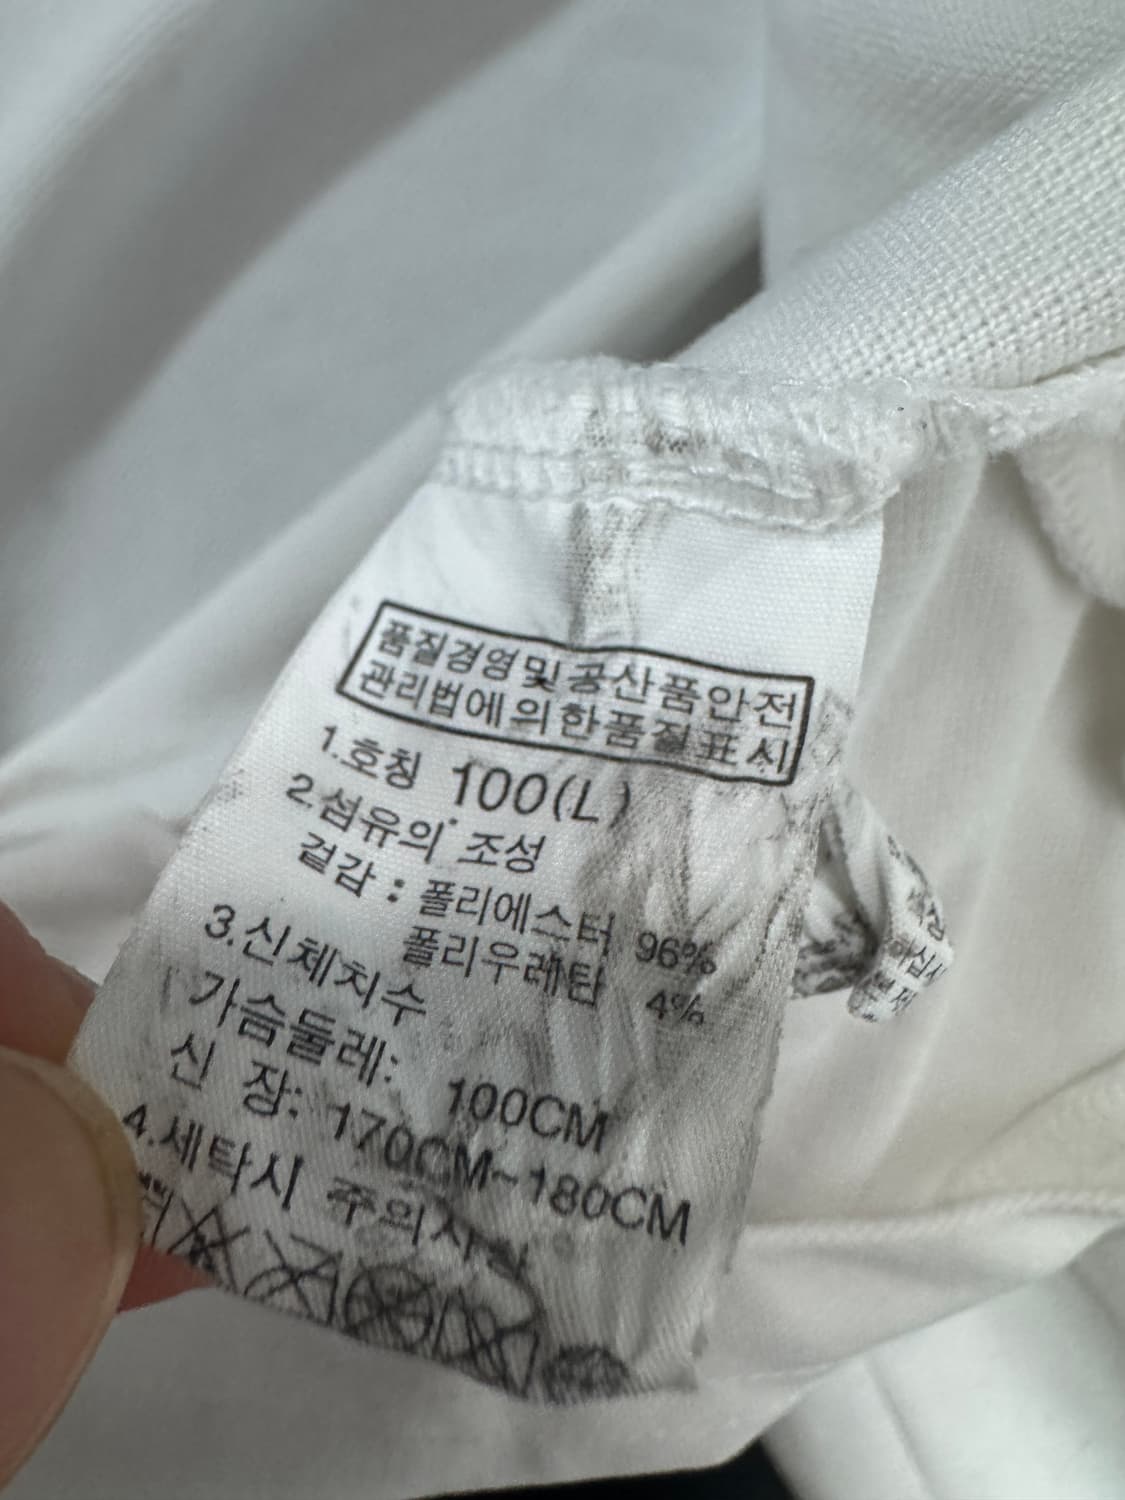 품질경영및공산품안전
관리법에의한품질표시
1.호칭 100(L)
2.섬유의 조성
겉감 : 폴리에스터 96%
폴리우레탄 4%
3.신체치수
가슴둘레: 100CM
신 장: 170CM~180CM
4.세탁시 주의사항